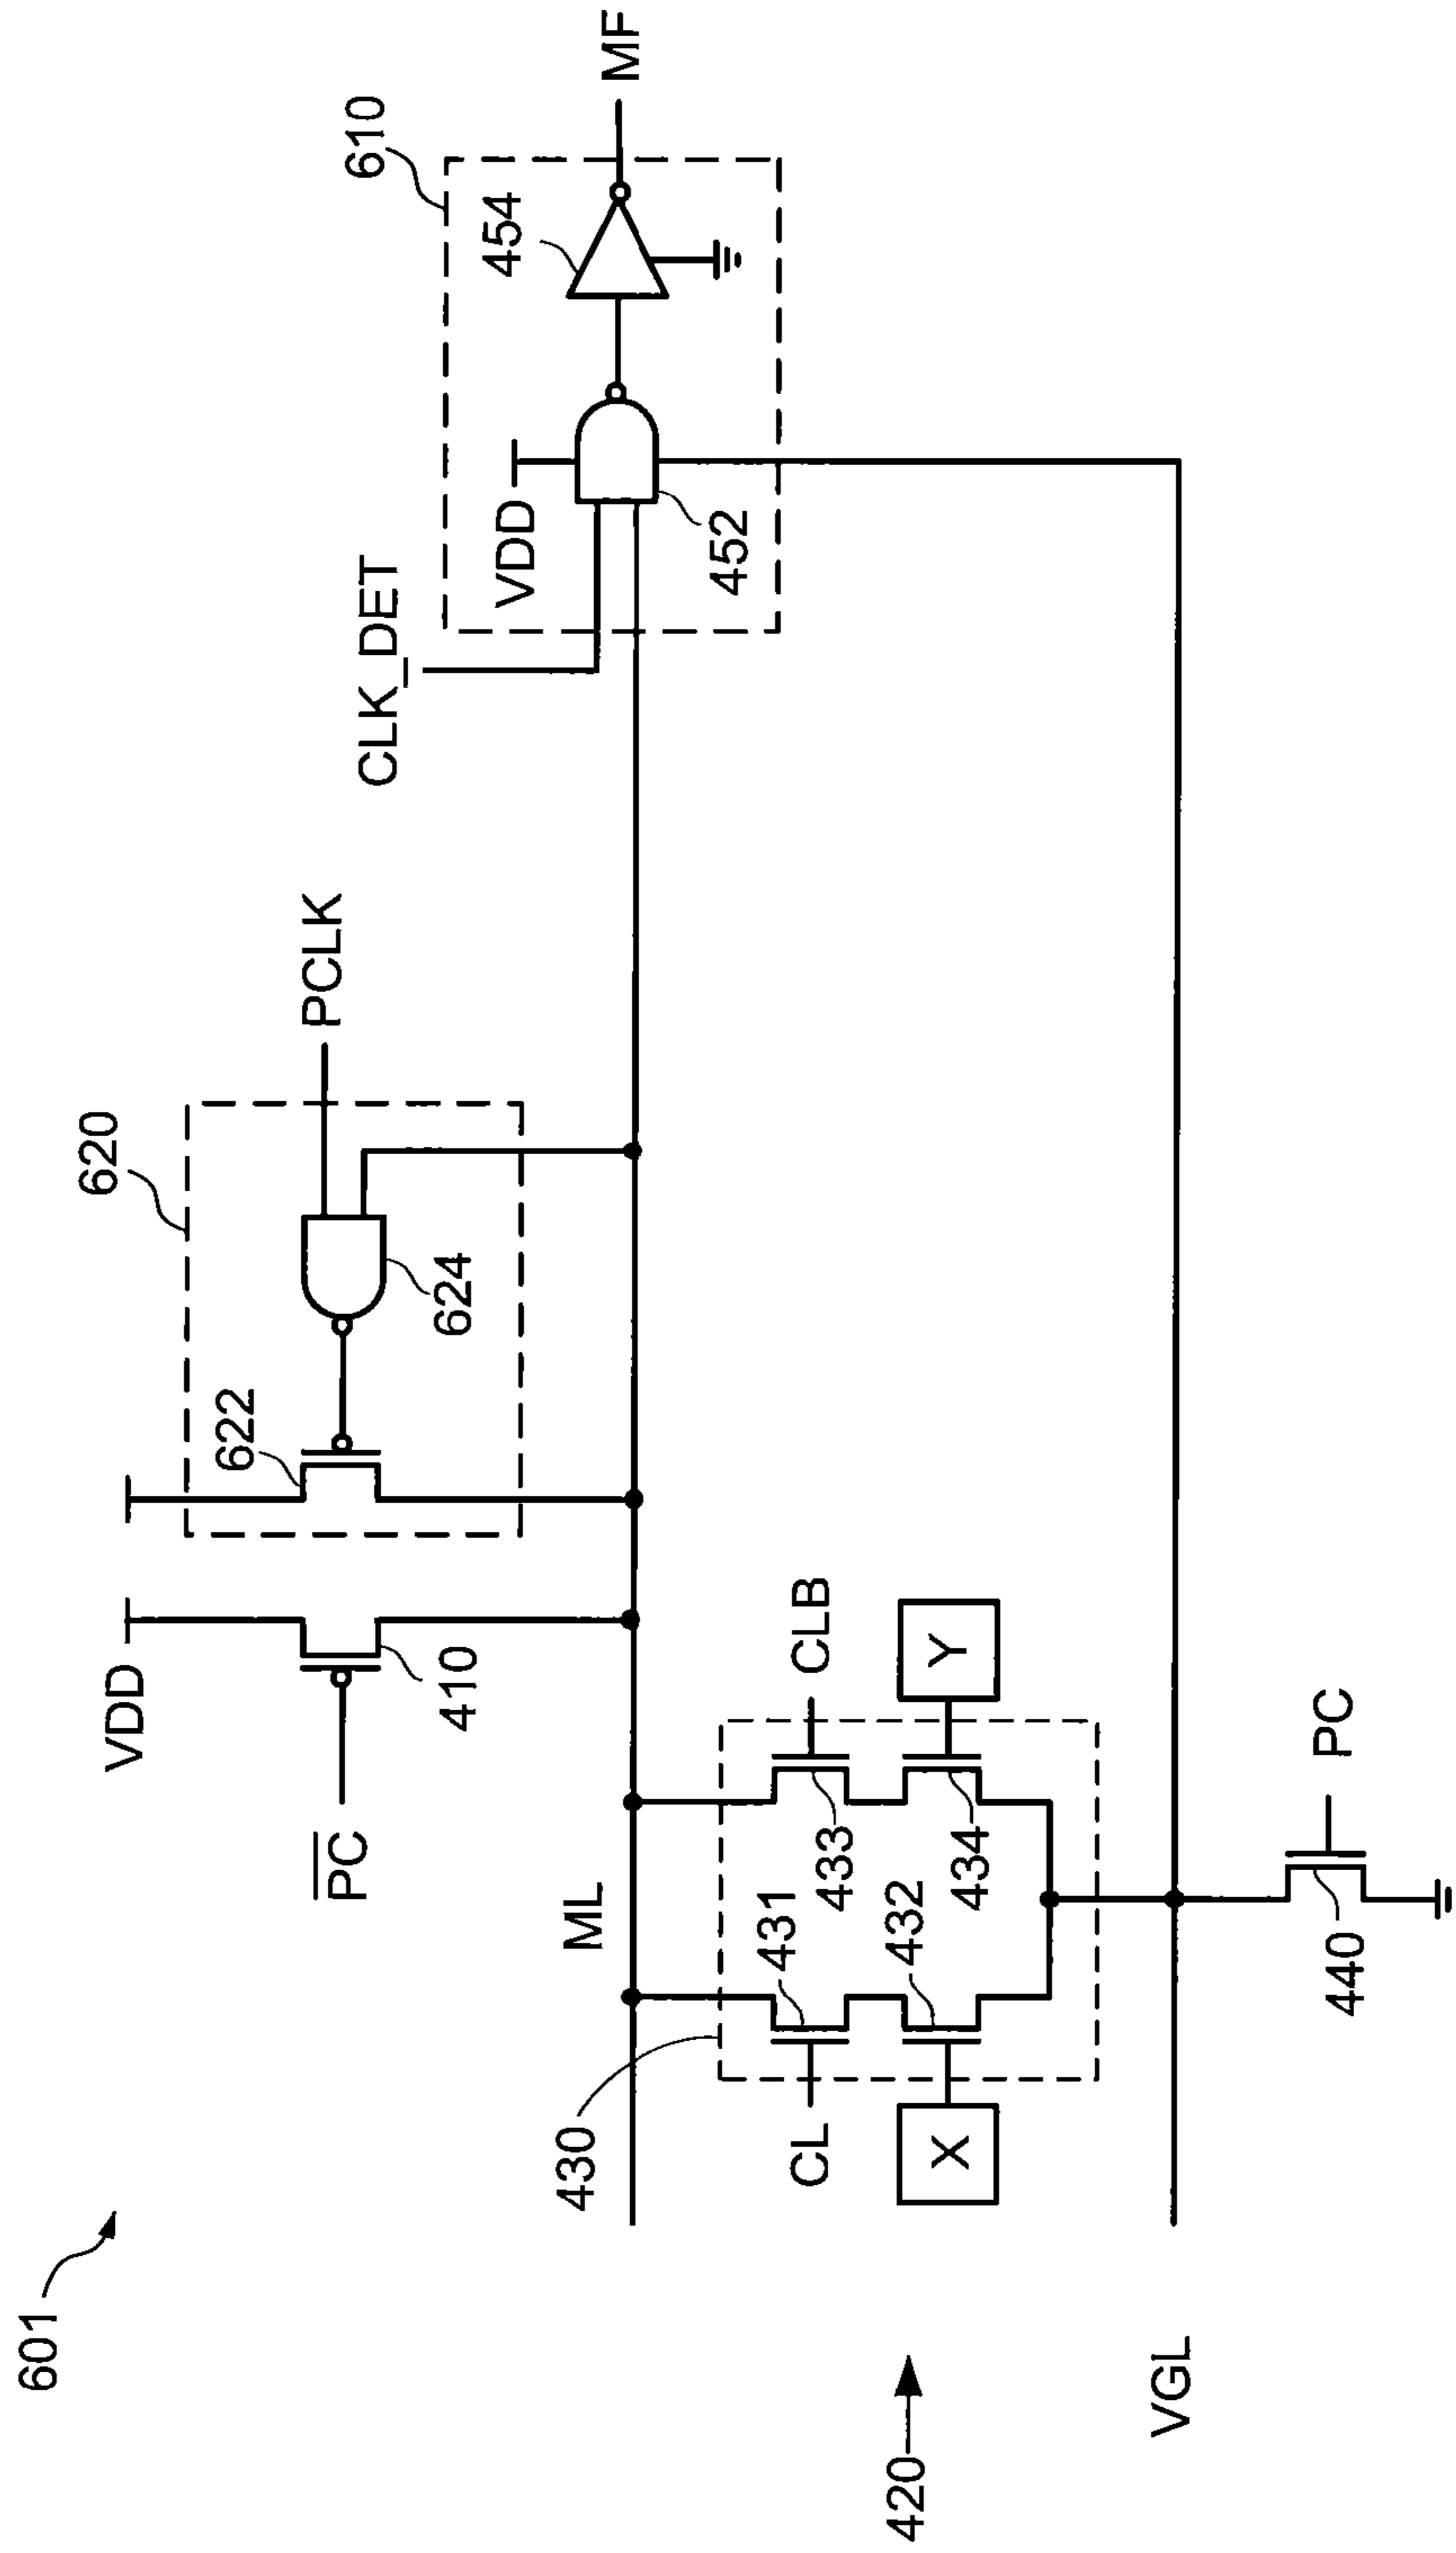 601
620
PCLK
CLK_DET
610
VDD
622
624
PC
410
VDD
454
MF
452
ML
430
431
433
CLB
CL
432
434
X
Y
420
VGL
440
PC